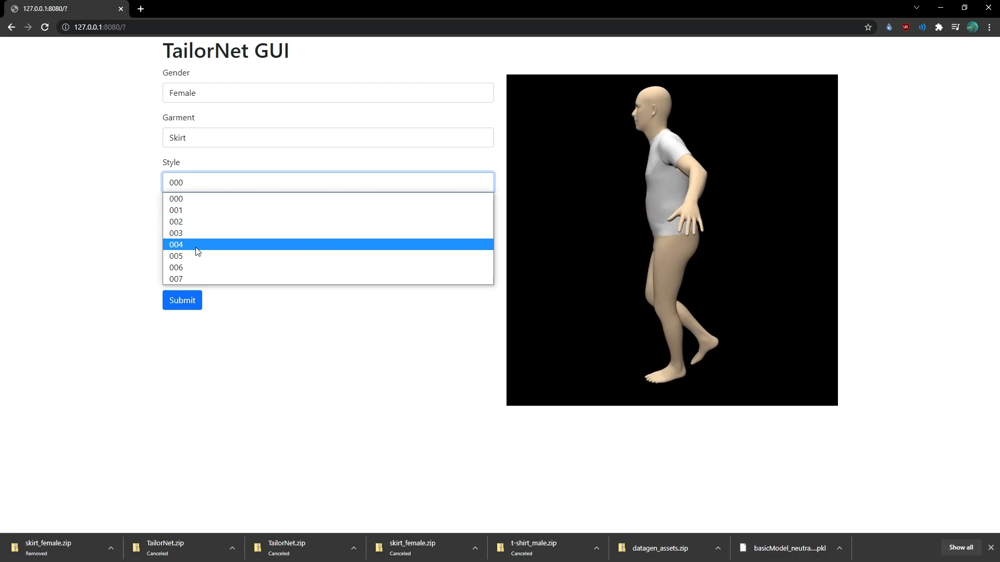 127.0.0.1:8080/?
127.0.0.1:8080/?
TailorNet GUI
Gender
Female
Garment
Skirt
Style
000
000
001
002
003
004
005
006
007
Submit
skirt_female.zip
Removed
TailorNet.zip
Canceled
TailorNet.zip
Canceled
skirt_female.zip
Canceled
t-shirt_male.zip
Canceled
datagen_assets.zip
basicModel_neutra....pkl
Show all